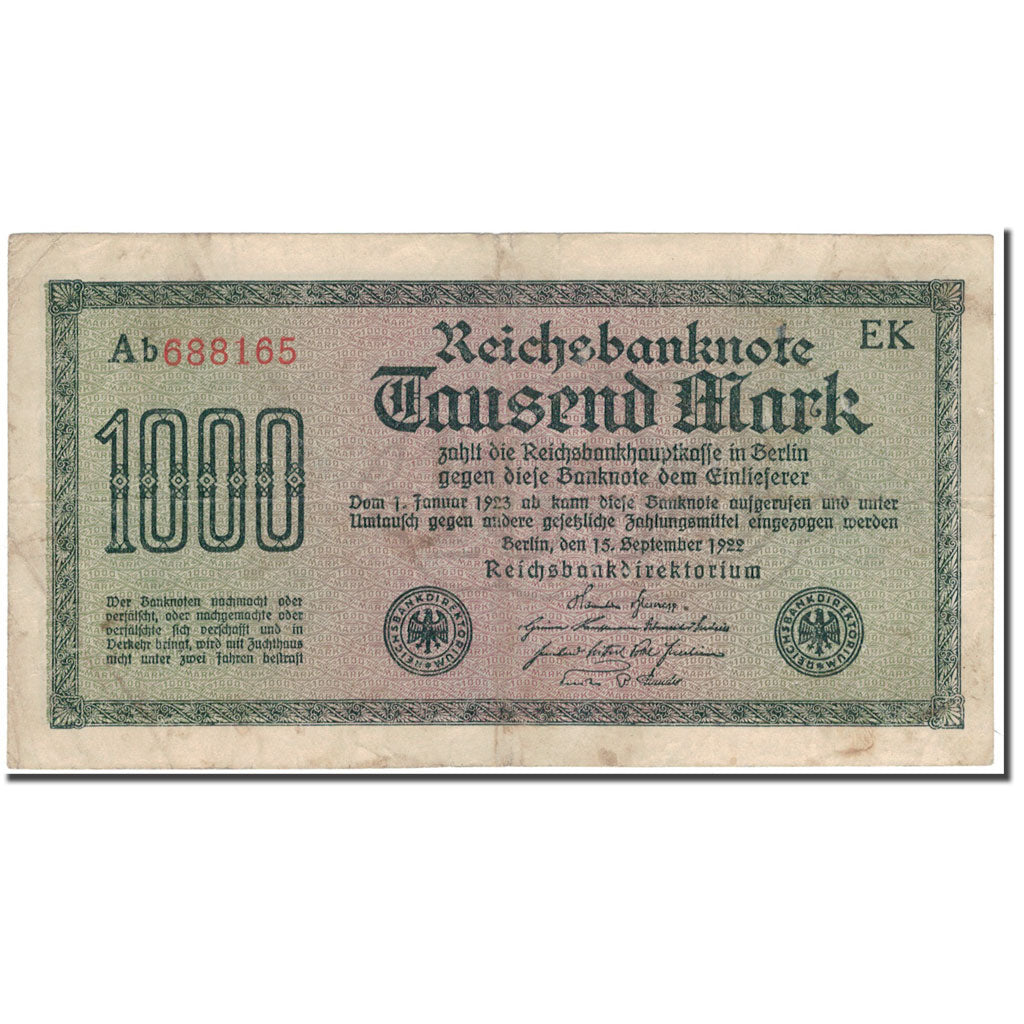 Ab688165
EK
1000
Reichsbanknote
Tausend Mark
zahlt die Reichsbankhauptkasse in Berlin
gegen diese Banknote dem Einlieferer
Vom 1. Januar 1923 ab kann diese Banknote aufgerufen und unter
Umtausch gegen andere gesetzliche Zahlungsmittel eingezogen werden
Berlin, den 15. September 1922
Reichsbankdirektorium
Wer Banknoten nachmacht oder
verfälscht, oder nachgemachte oder
verfälschte sich verschafft und in
Verkehr bringt, wird mit Zuchthaus
nicht unter zwei Jahren bestraft
REICHSBANKDIREKTORIUM
REICHSBANKDIREKTORIUM